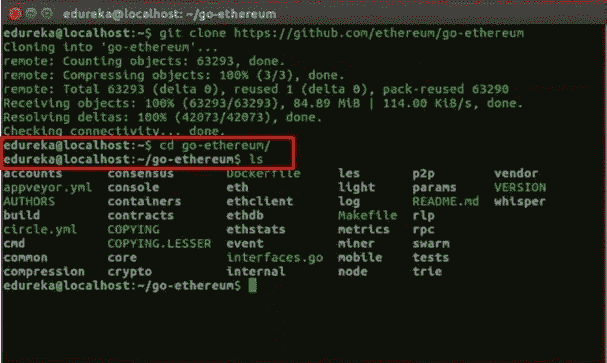 edureka@localhost: ~/go-ethereum
edureka@localhost:~$ git clone https://github.com/ethereum/go-ethereum
Cloning into 'go-ethereum'...
remote: Counting objects: 63293, done.
remote: Compressing objects: 100% (3/3), done.
remote: Total 63293 (delta 0), reused 1 (delta 0), pack-reused 63290
Receiving objects: 100% (63293/63293), 84.89 MiB | 114.00 KiB/s, done.
Resolving deltas: 100% (42073/42073), done.
Checking connectivity... done.
edureka@localhost:~$ cd go-ethereum/
edureka@localhost:~/go-ethereum$ ls
accounts consensus Dockerfile les p2p vendor
appveyor.yml console eth light params VERSION
AUTHORS containers ethclient log README.md whisper
build contracts ethdb Makefile rlp
circle.yml COPYING ethstats metrics rpc
cmd COPYING.LESSER event miner swarm
common core interfaces.go mobile tests
compression crypto internal node trie
edureka@localhost:~/go-ethereum$